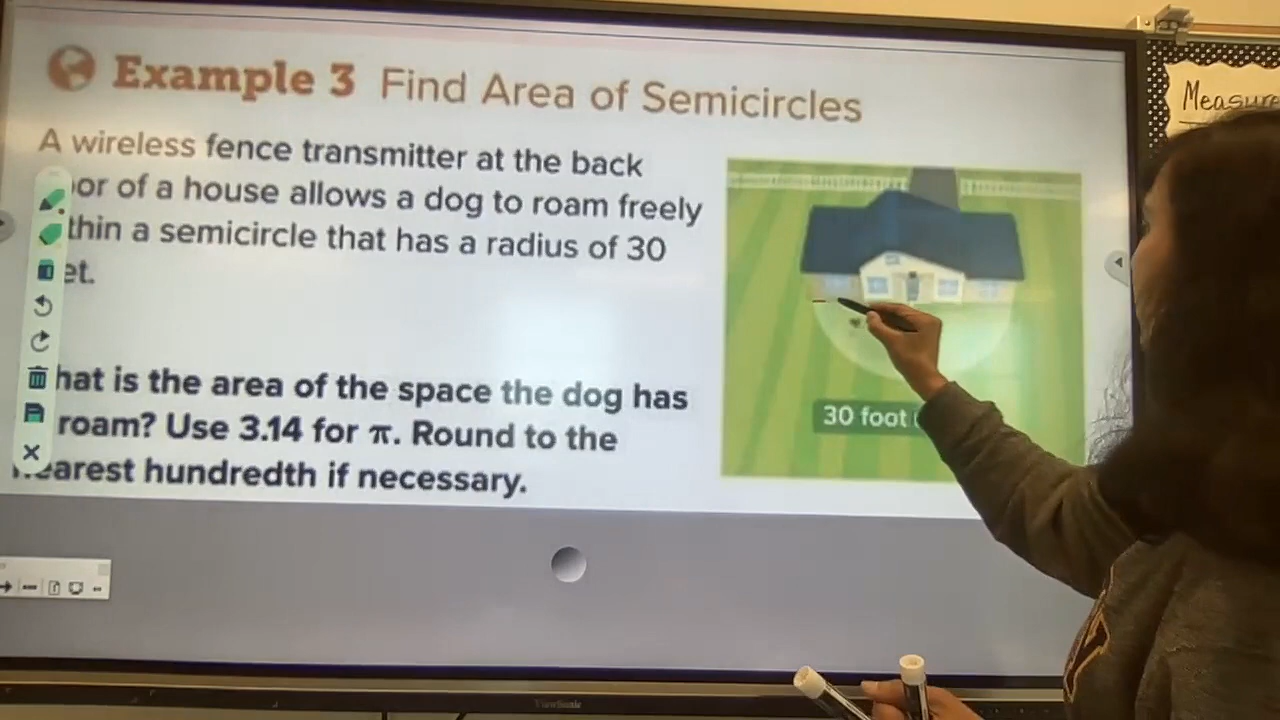 Example 3 Find Area of Semicircles
A wireless fence transmitter at the back
or of a house allows a dog to roam freely
thin a semicircle that has a radius of 30
et.
hat is the area of the space the dog has
roam? Use 3.14 for π. Round to the
earest hundredth if necessary.
30 foot
Measure
ViewSonic